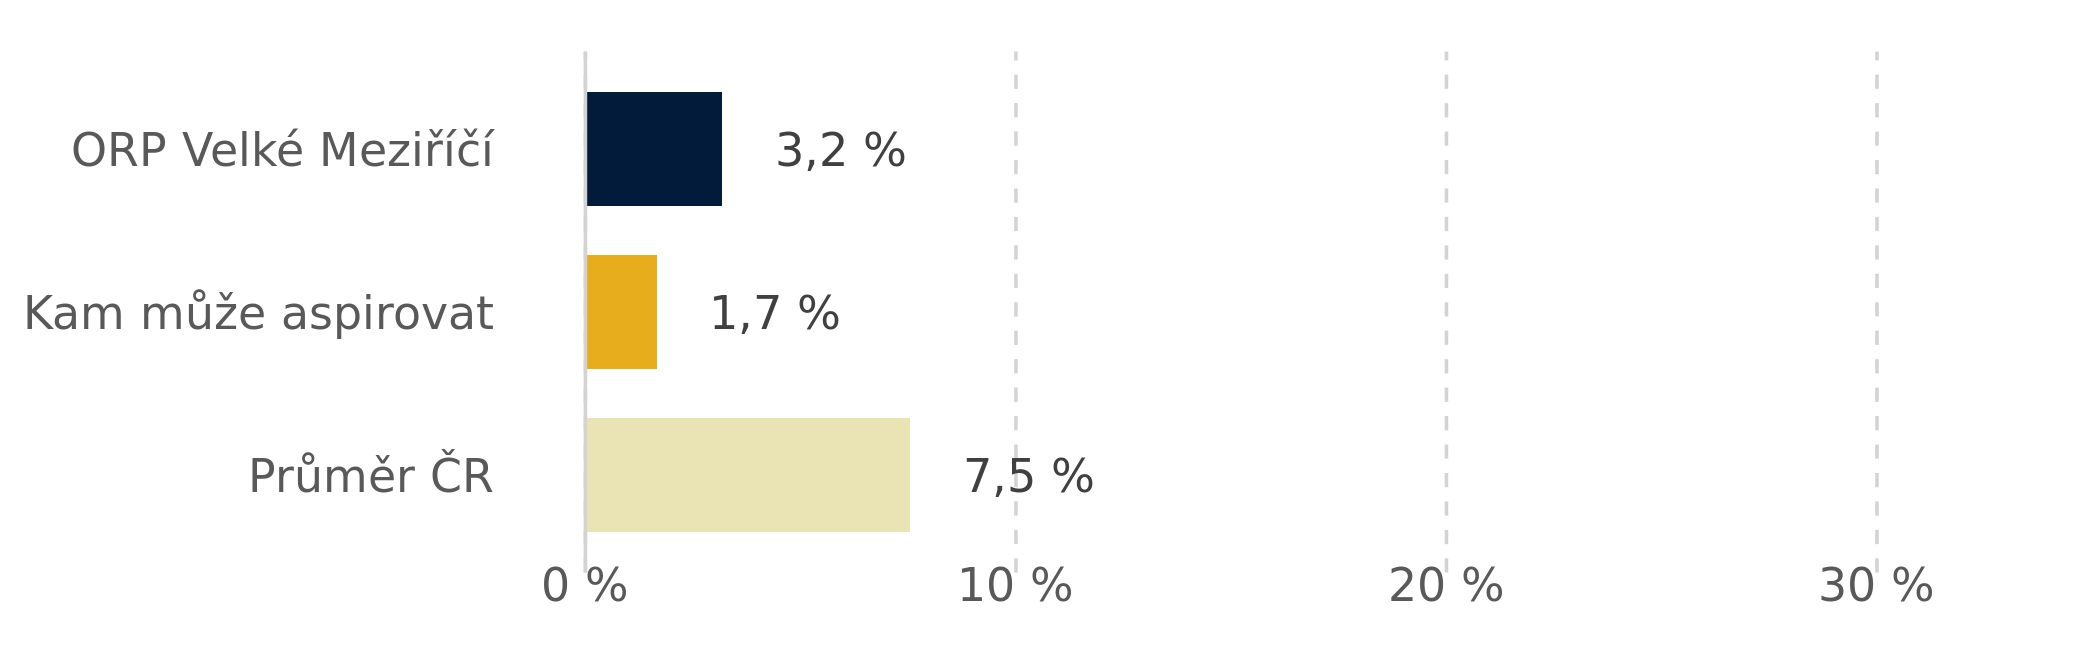 ORP Velké Meziříčí 3,2 %
Kam může aspirovat 1,7 %
Průměr ČR 7,5 %
0 % 10 % 20 % 30 %